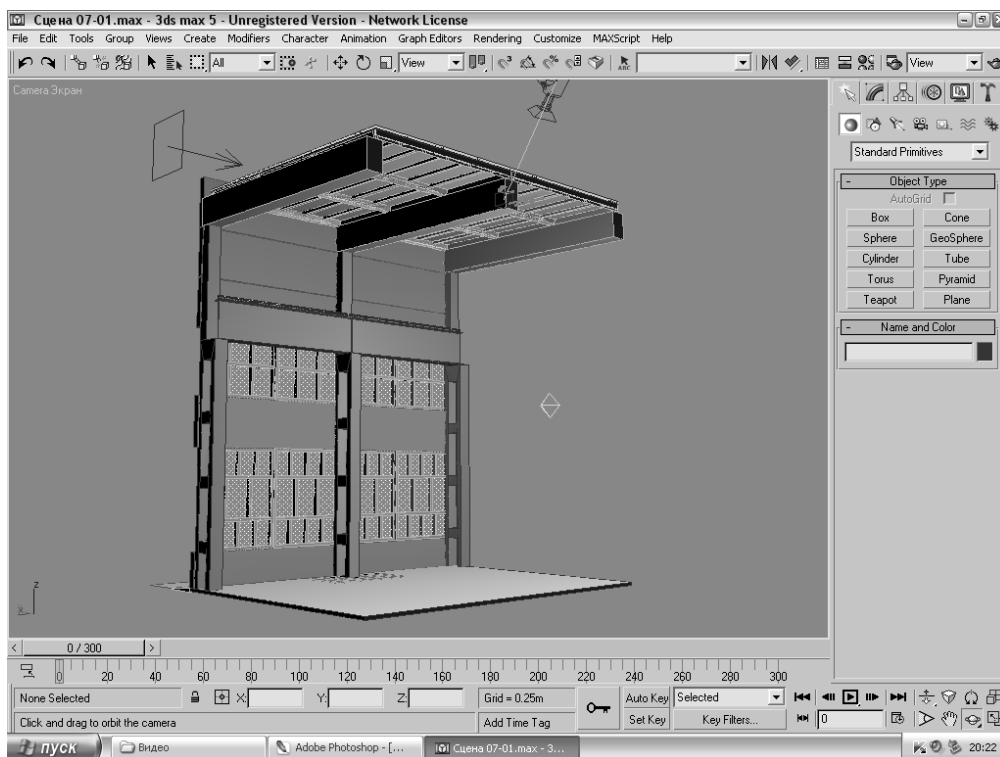 Сцена 07-01.max - 3ds max 5 - Unregistered Version - Network License
File Edit Tools Group Views Create Modifiers Character Animation Graph Editors Rendering Customize MAXScript Help
All View ABC View
Camera Экран
Standard Primitives
- Object Type
AutoGrid
Box Cone
Sphere GeoSphere
Cylinder Tube
Torus Pyramid
Teapot Plane
- Name and Color
z
x
< 0 / 300 >
0 20 40 60 80 100 120 140 160 180 200 220 240 260 280 300
None Selected X: Y: Z: Grid = 0.25m Auto Key Selected
Click and drag to orbit the camera Add Time Tag Set Key Key Filters... 0
пуск Видео Adobe Photoshop - [... Сцена 07-01.max - 3... 20:22